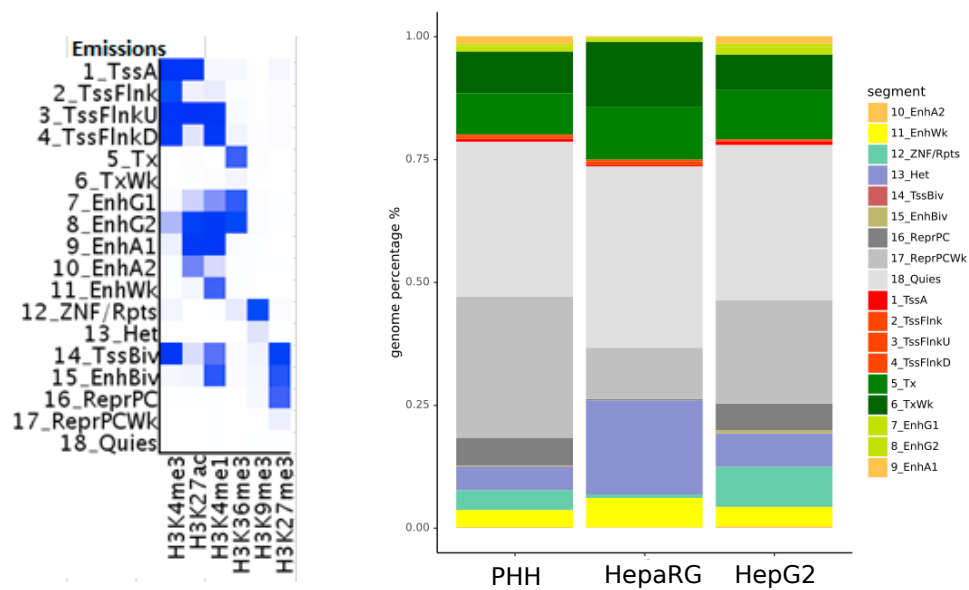 Emissions
1_TssA
2_TssFlnk
3_TssFlnkU
4_TssFlnkD
5_Tx
6_TxWk
7_EnhG1
8_EnhG2
9_EnhA1
10_EnhA2
11_EnhWk
12_ZNF/Rpts
13_Het
14_TssBiv
15_EnhBiv
16_ReprPC
17_ReprPCWk
18_Quies
H3K4me3
H3K27ac
H3K4me1
H3K36me3
H3K9me3
H3K27me3
genome percentage %
1.00
0.75
0.50
0.25
0.00
PHH
HepaRG
HepG2
segment
10_EnhA2
11_EnhWk
12_ZNF/Rpts
13_Het
14_TssBiv
15_EnhBiv
16_ReprPC
17_ReprPCWk
18_Quies
1_TssA
2_TssFlnk
3_TssFlnkU
4_TssFlnkD
5_Tx
6_TxWk
7_EnhG1
8_EnhG2
9_EnhA1